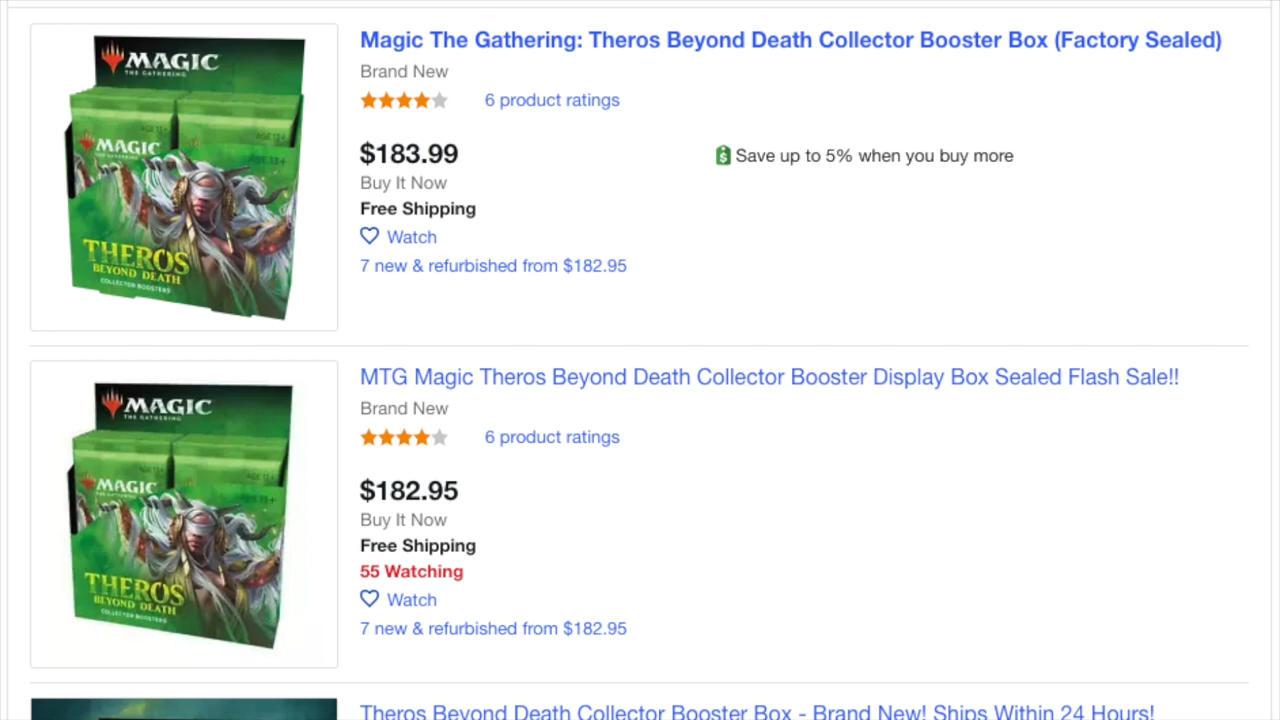 MAGIC
THE GATHERING
MAGIC
THEROS
BEYOND DEATH
COLLECTOR BOOSTERS
Magic The Gathering: Theros Beyond Death Collector Booster Box (Factory Sealed)
Brand New
6 product ratings
$183.99
Save up to 5% when you buy more
Buy It Now
Free Shipping
Watch
7 new & refurbished from $182.95
MAGIC
THE GATHERING
MAGIC
THEROS
BEYOND DEATH
COLLECTOR BOOSTERS
MTG Magic Theros Beyond Death Collector Booster Display Box Sealed Flash Sale!!
Brand New
6 product ratings
$182.95
Buy It Now
Free Shipping
55 Watching
Watch
7 new & refurbished from $182.95
Theros Beyond Death Collector Booster Box - Brand New! Ships Within 24 Hours!